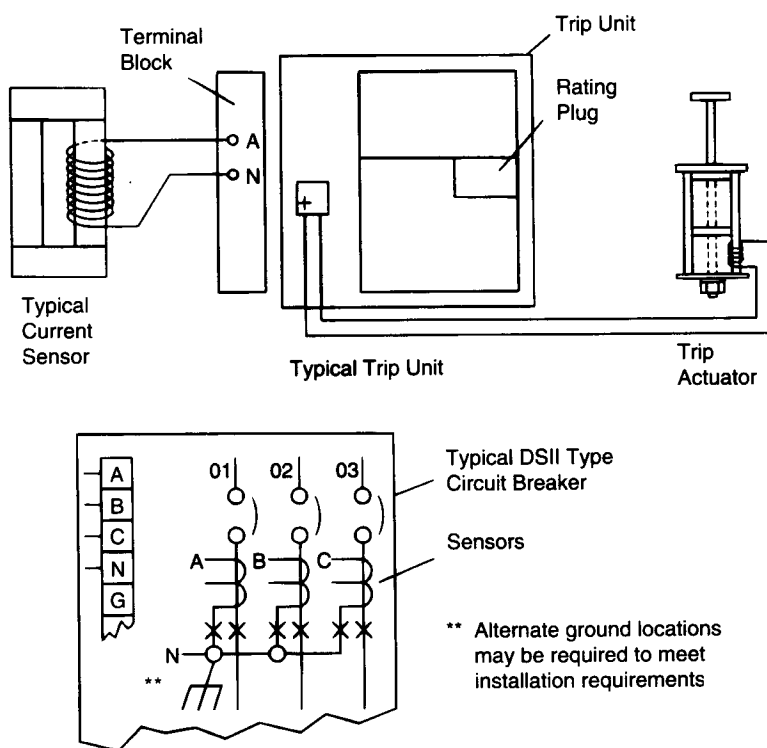 Terminal
Block
Trip Unit
Rating
Plug
A
N
+
Typical
Current
Sensor
Typical Trip Unit
Trip
Actuator
A
B
C
N
G
01
02
03
A
B
C
N
**
Typical DSII Type
Circuit Breaker
Sensors
** Alternate ground locations
may be required to meet
installation requirements